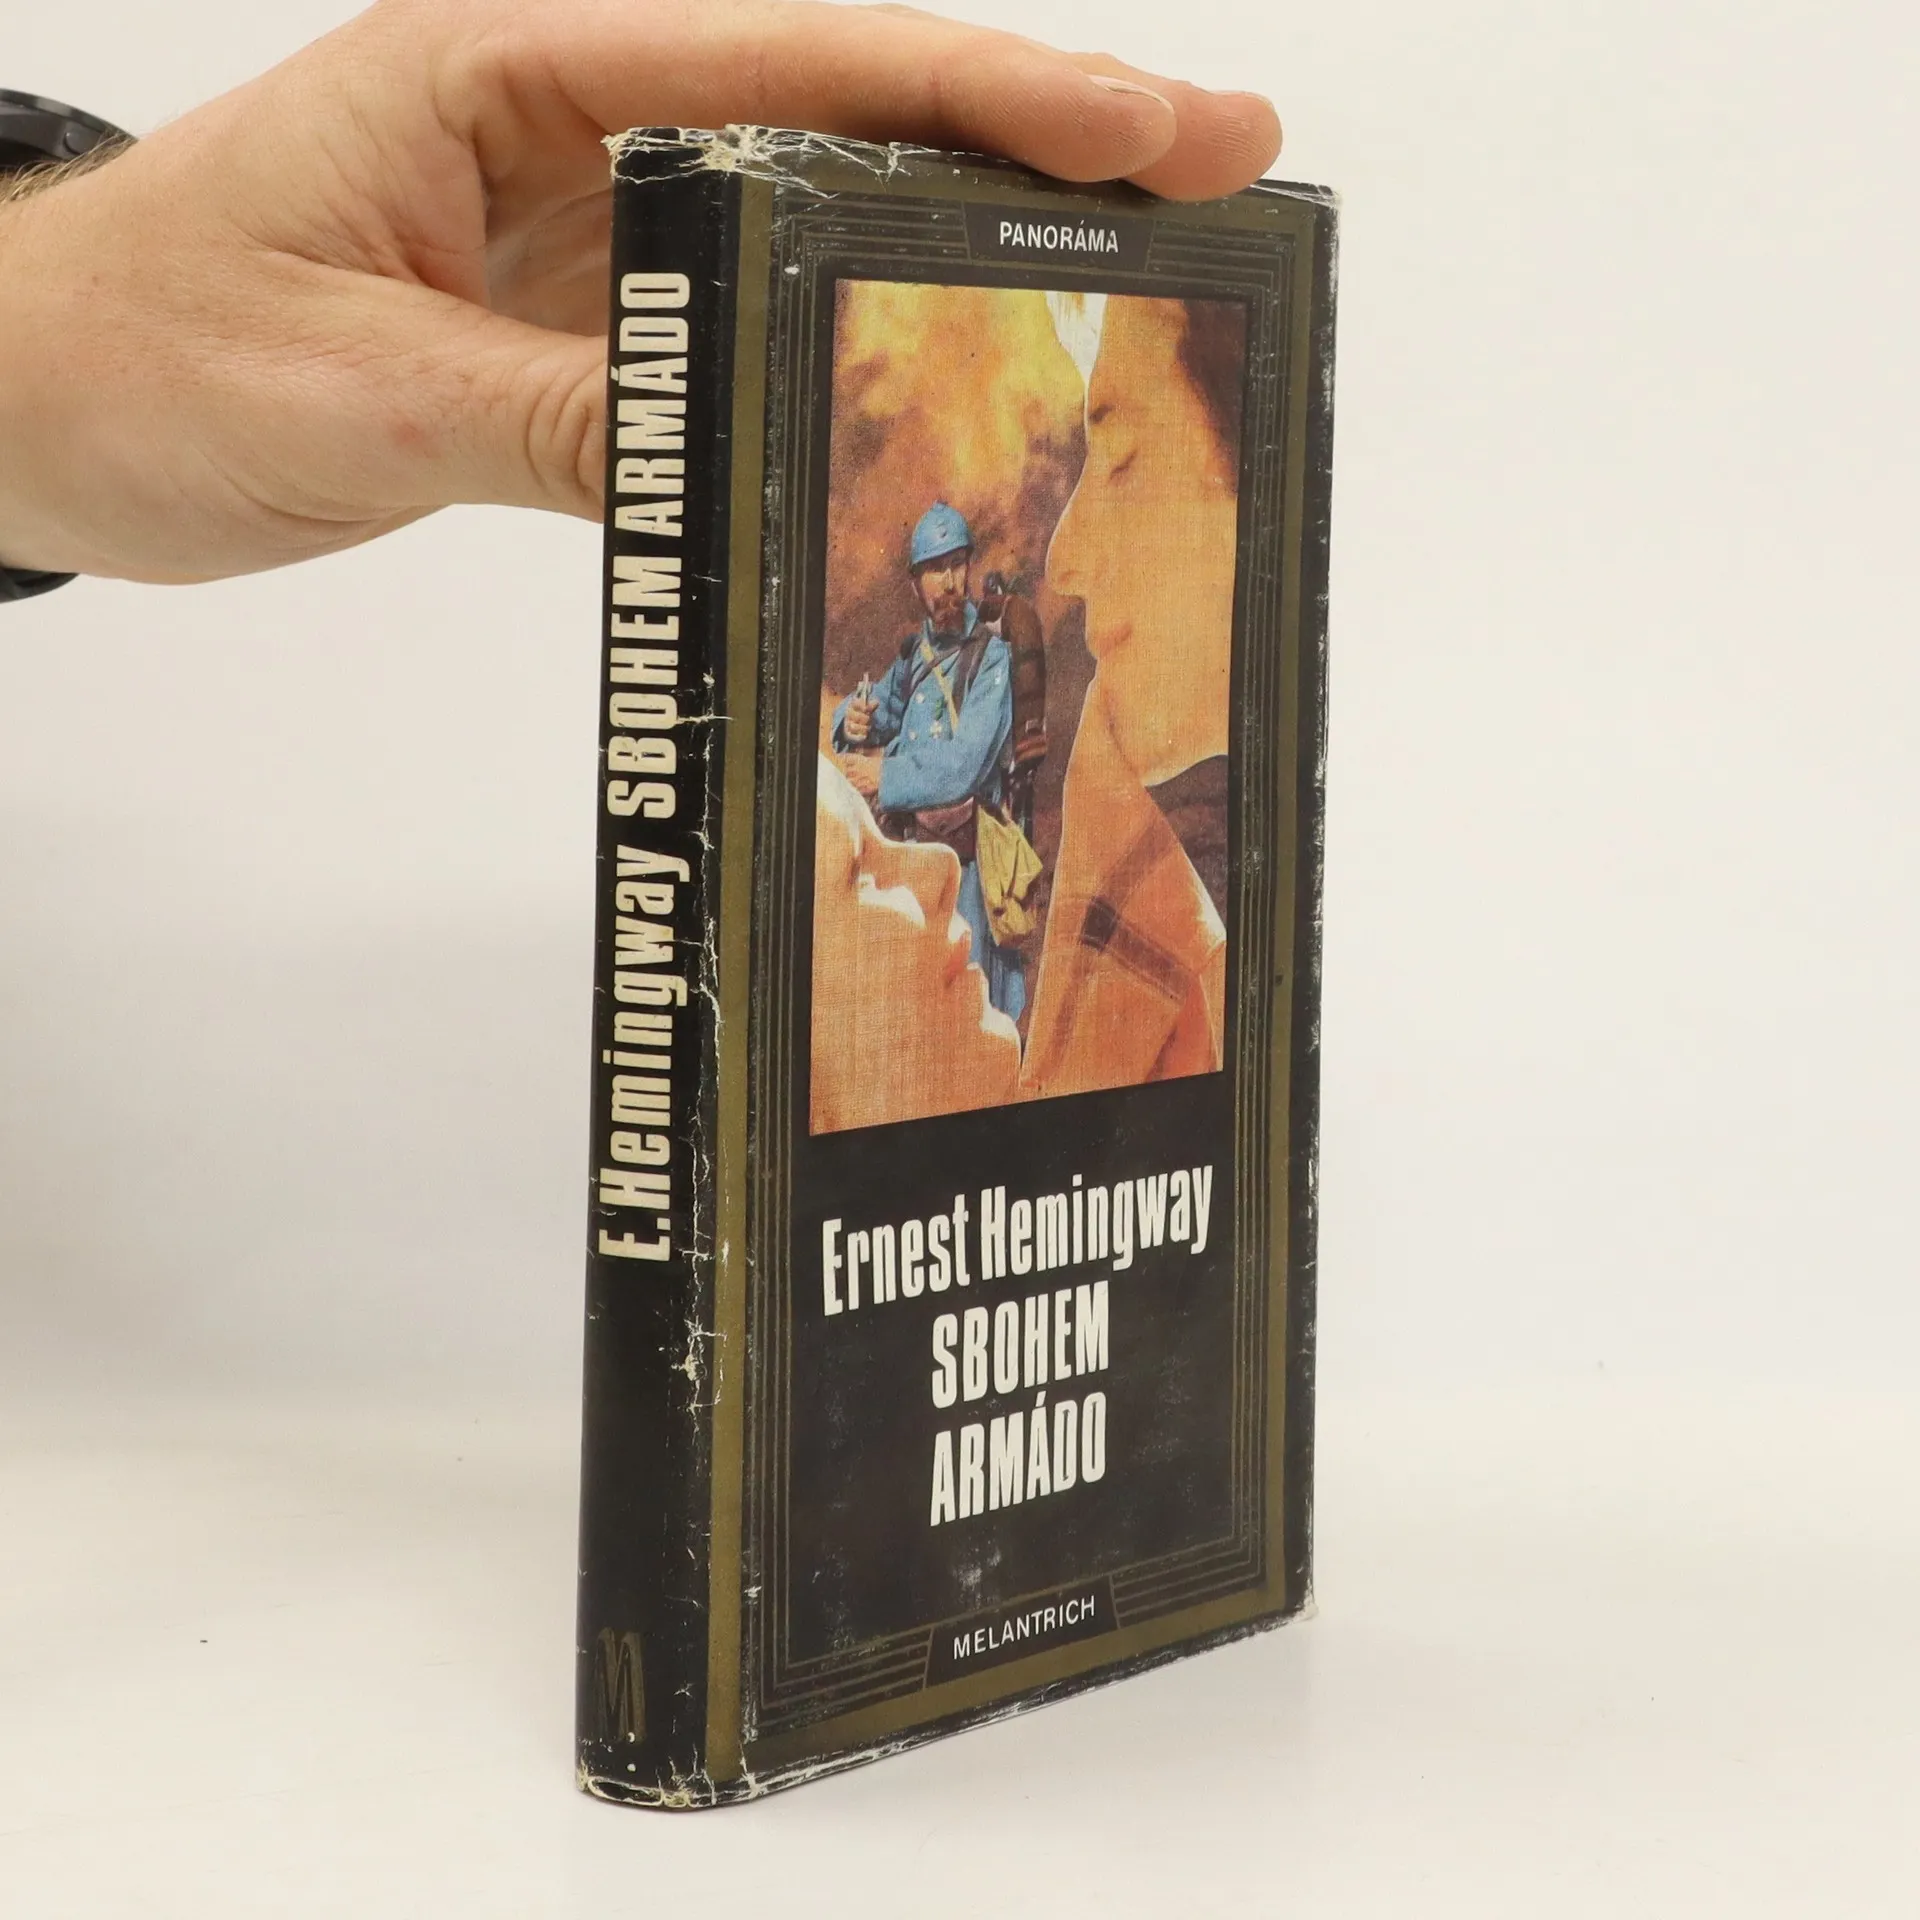 E.Hemingway SBOHEM ARMÁDO
M
PANORÁMA
Ernest Hemingway
SBOHEM
ARMÁDO
MELANTRICH